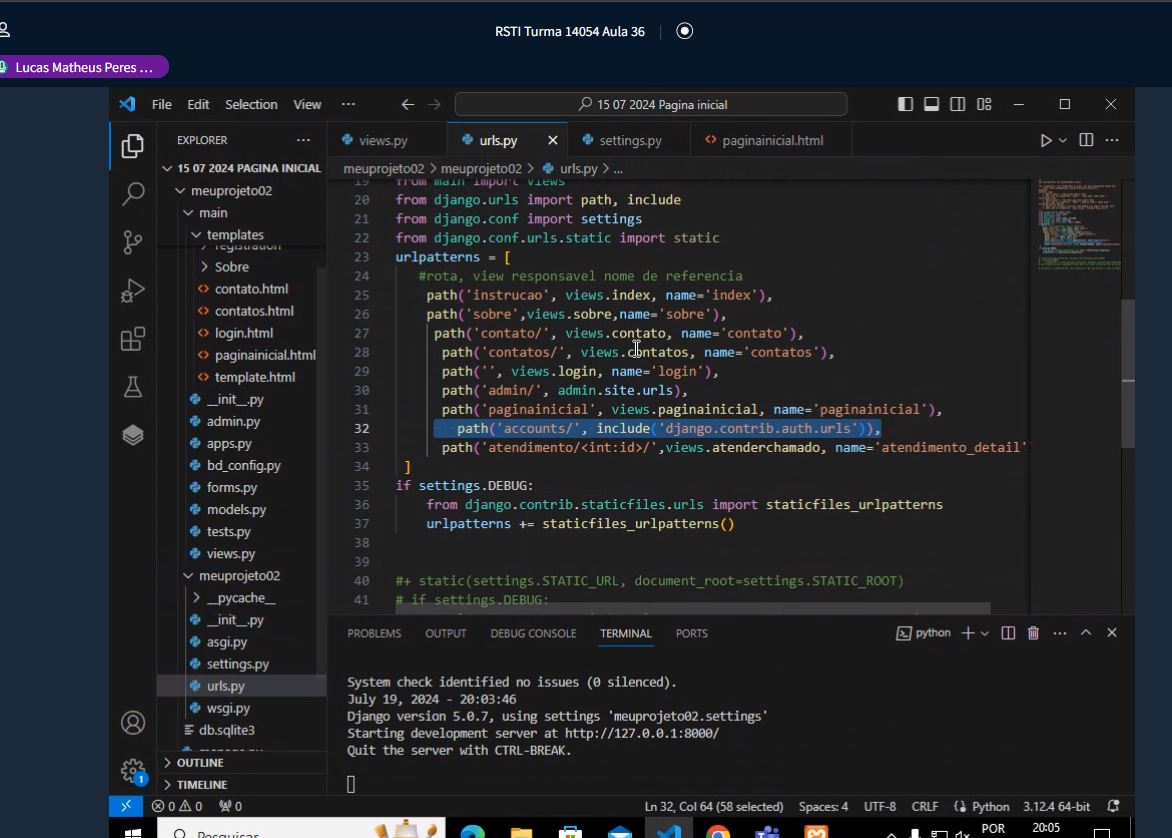 RSTI Turma 14054 Aula 36
Lucas Matheus Peres ...
File Edit Selection View ...
15 07 2024 Pagina inicial
EXPLORER
views.py urls.py settings.py paginainicial.html
15 07 2024 PAGINA INICIAL
meuprojeto02 > meuprojeto02 > urls.py > ...
meuprojeto02
main
templates
registration
Sobre
contato.html
contatos.html
login.html
paginainicial.html
template.html
__init__.py
admin.py
apps.py
bd_config.py
forms.py
models.py
tests.py
views.py
meuprojeto02
__pycache__
__init__.py
asgi.py
settings.py
urls.py
wsgi.py
db.sqlite3
manage.py
OUTLINE
TIMELINE
19 from main import views
20 from django.urls import path, include
21 from django.conf import settings
22 from django.conf.urls.static import static
23 urlpatterns = [
24 #rota, view responsavel nome de referencia
25 path('instrucao', views.index, name='index'),
26 path('sobre',views.sobre,name='sobre'),
27 path('contato/', views.contato, name='contato'),
28 path('contatos/', views.contatos, name='contatos'),
29 path('', views.login, name='login'),
30 path('admin/', admin.site.urls),
31 path('paginainicial', views.paginainicial, name='paginainicial'),
32 path('accounts/', include('django.contrib.auth.urls')),
33 path('atendimento/<int:id>/',views.atenderchamado, name='atendimento_detail'
34 ]
35 if settings.DEBUG:
36 from django.contrib.staticfiles.urls import staticfiles_urlpatterns
37 urlpatterns += staticfiles_urlpatterns()
38
39
40 #+ static(settings.STATIC_URL, document_root=settings.STATIC_ROOT)
41 # if settings.DEBUG:
PROBLEMS OUTPUT DEBUG CONSOLE TERMINAL PORTS
python
System check identified no issues (0 silenced).
July 19, 2024 - 20:03:46
Django version 5.0.7, using settings 'meuprojeto02.settings'
Starting development server at http://127.0.0.1:8000/
Quit the server with CTRL-BREAK.
1
0 0 0
Ln 32, Col 64 (58 selected) Spaces: 4 UTF-8 CRLF Python 3.12.4 64-bit
Pesquisar
POR
20:05